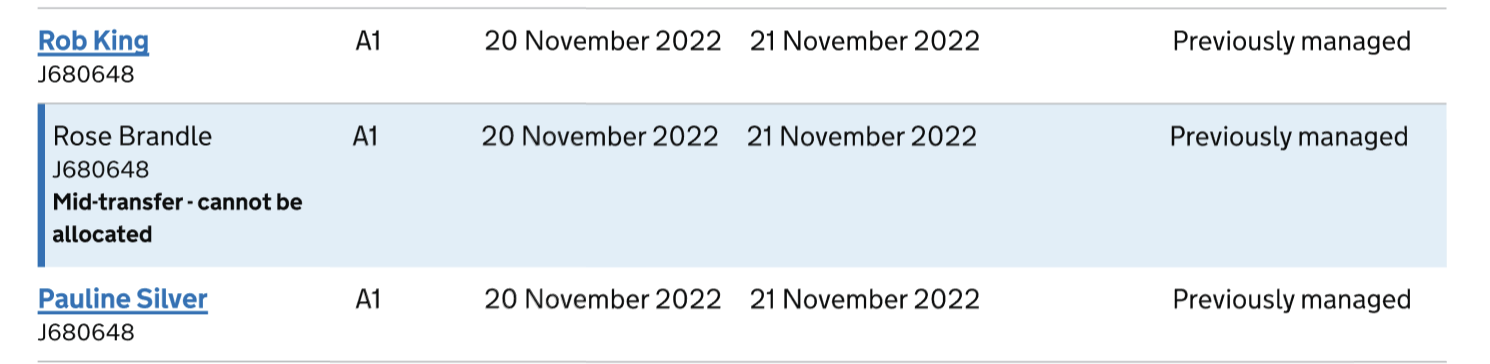 Rob King A1 20 November 2022 21 November 2022 Previously managed
J680648
Rose Brandle A1 20 November 2022 21 November 2022 Previously managed
J680648
Mid-transfer - cannot be
allocated
Pauline Silver A1 20 November 2022 21 November 2022 Previously managed
J680648